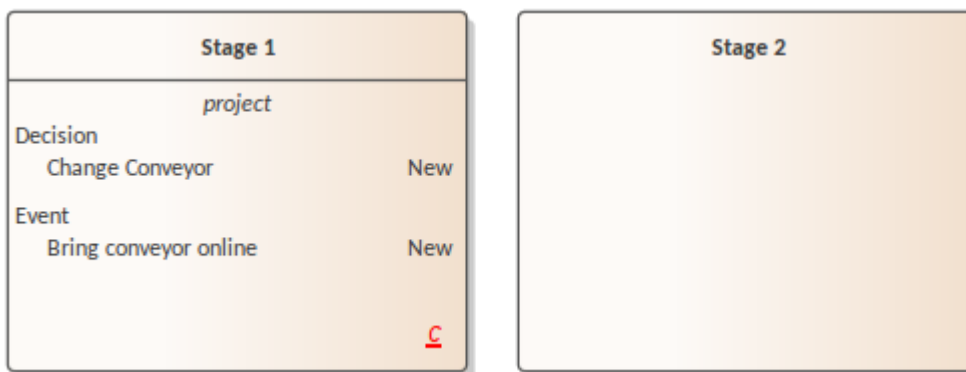 Stage 1
project
Decision
Change Conveyor New
Event
Bring conveyor online New
C
Stage 2